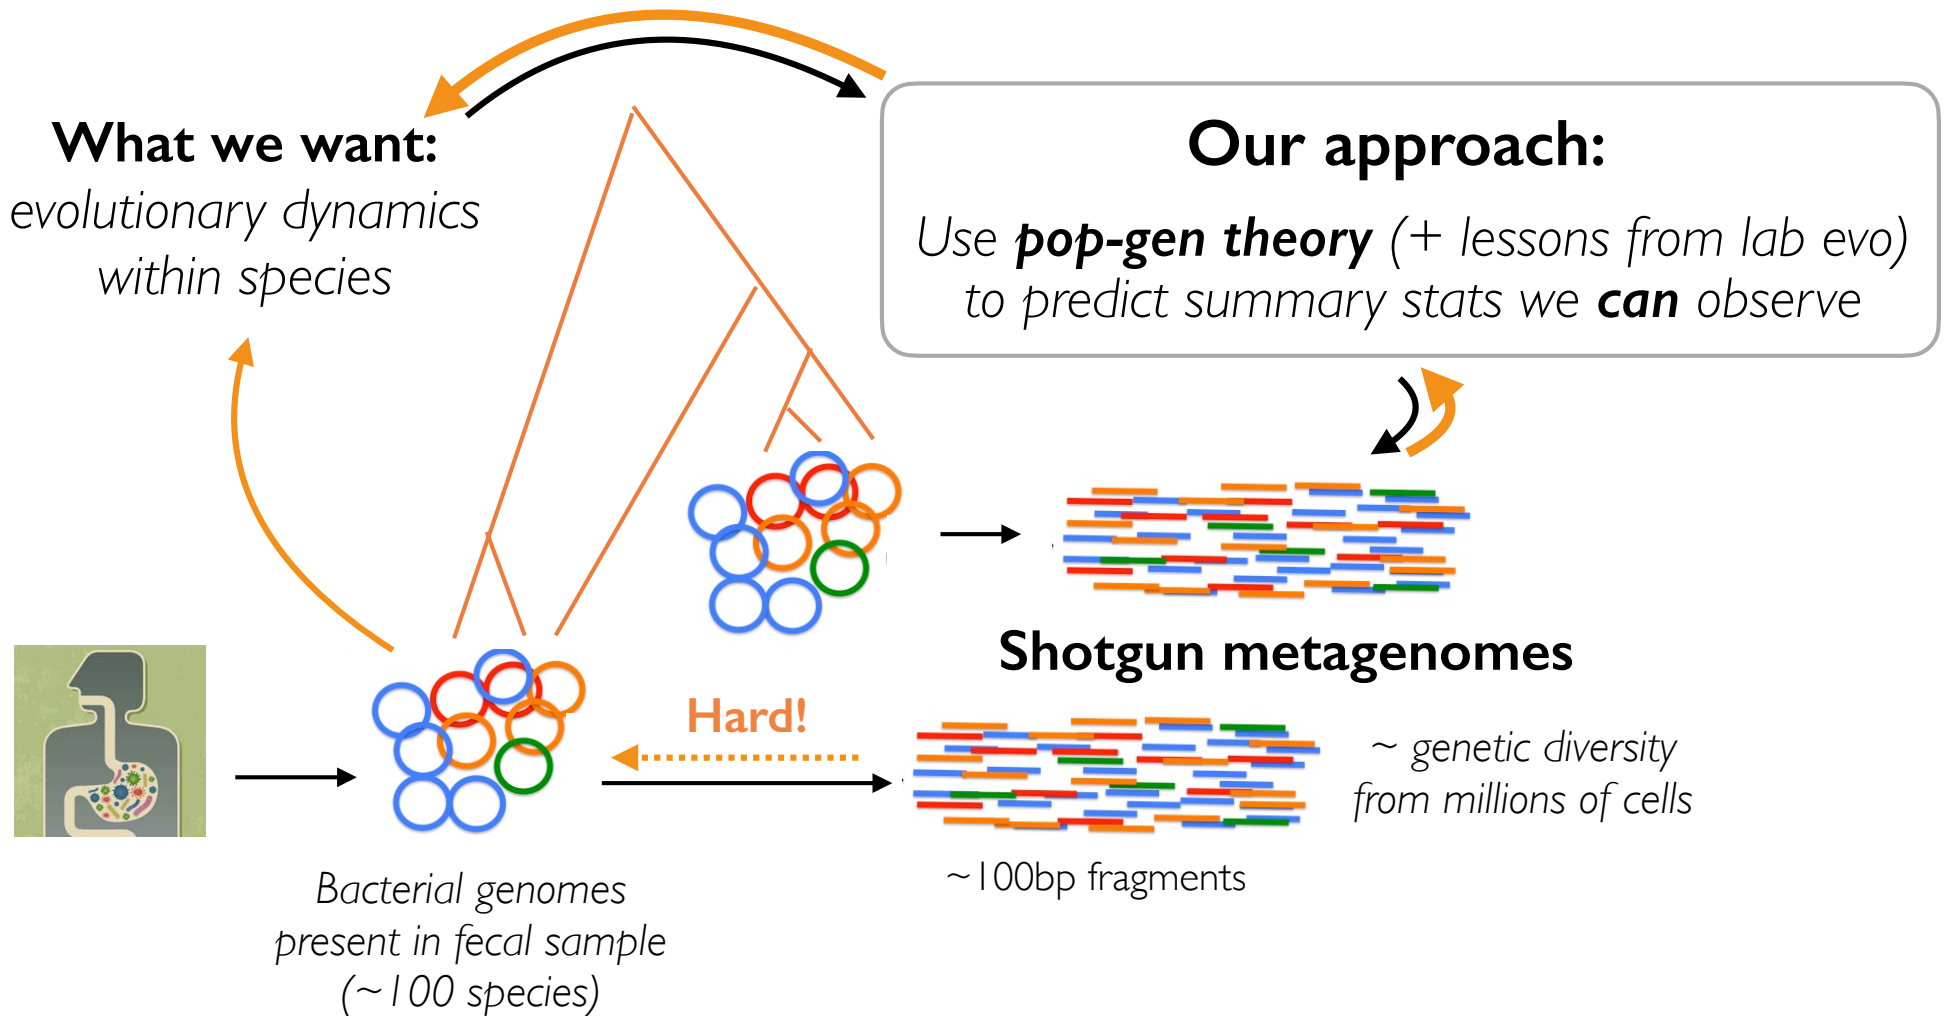 What we want:
evolutionary dynamics
within species
Our approach:
Use pop-gen theory (+ lessons from lab evo)
to predict summary stats we can observe
Shotgun metagenomes
Hard!
~ genetic diversity
from millions of cells
~100bp fragments
Bacterial genomes
present in fecal sample
(~100 species)